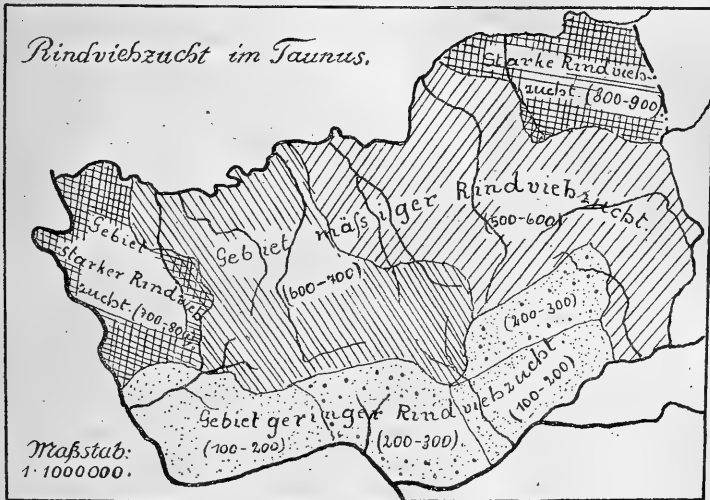 Rindviehzucht im Taunus.
Starke Rindvieh-
zucht (800-900)
Gebiet
starker Rindvieh
zucht (700-800)
Gebiet mässiger Rindviehzucht
(500-600)
(600-700)
(200-300)
Gebiet geringer Rindviehzucht
(100-200)
(200-300)
(100-200)
Maßstab:
1:1000000.